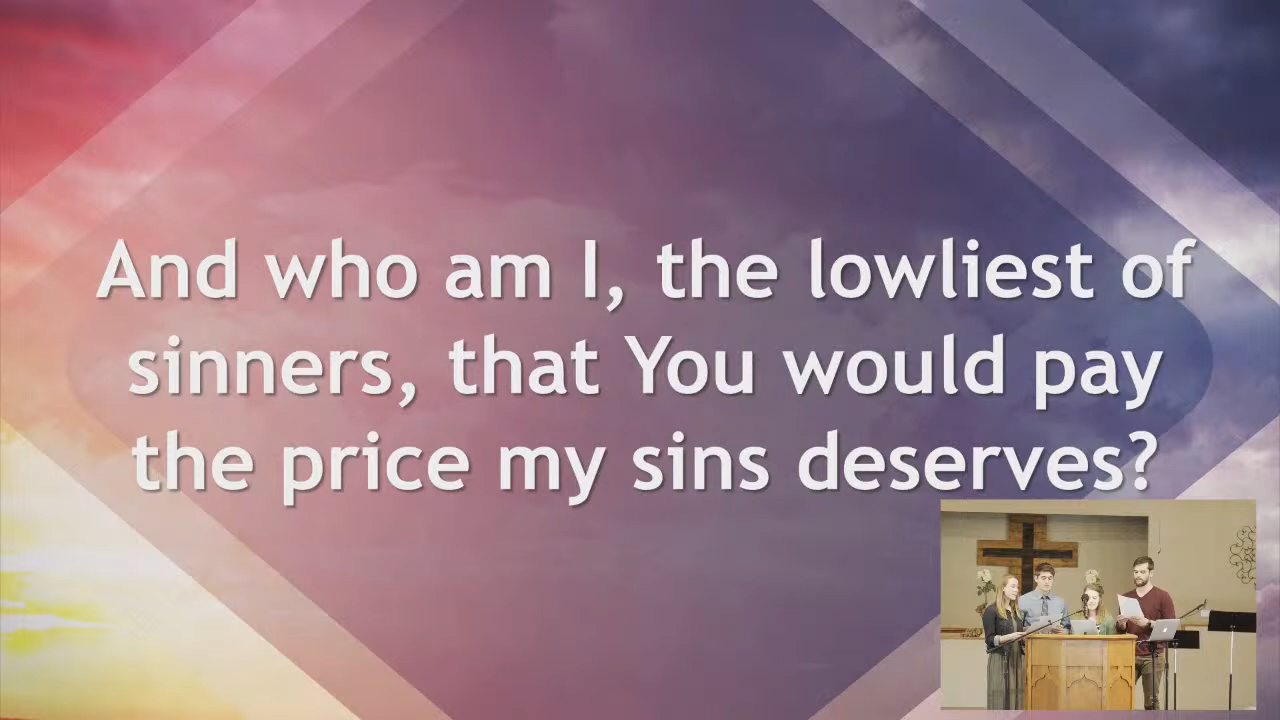 And who am I, the lowliest of
sinners, that You would pay
the price my sins deserves?